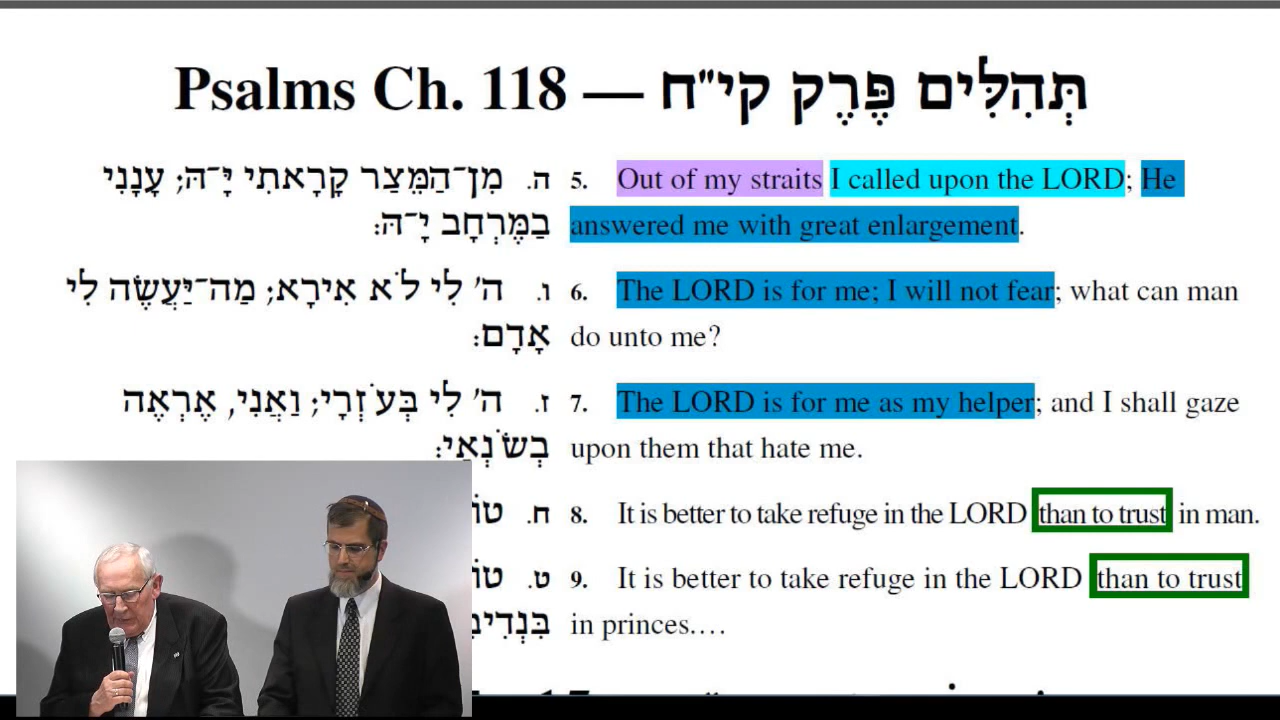 Psalms Ch. 118 — תְּהִלִּים פֶּרֶק קי״ח
ה. מִן־הַמֵּצַר קָרָאתִי יָּ־הּ; עָנָנִי
בַמֶּרְחָב יָ־הּ:
5. Out of my straits I called upon the LORD; He
answered me with great enlargement.
ו. ה׳ לִי לֹא אִירָא; מַה־יַּעֲשֶׂה לִי
אָדָם:
6. The LORD is for me; I will not fear; what can man
do unto me?
ז. ה׳ לִי בְּעֹזְרָי; וַאֲנִי, אֶרְאֶה
בְשֹׂנְאָי:
7. The LORD is for me as my helper; and I shall gaze
upon them that hate me.
ח.
8. It is better to take refuge in the LORD than to trust in man.
ט.
9. It is better to take refuge in the LORD than to trust
in princes....